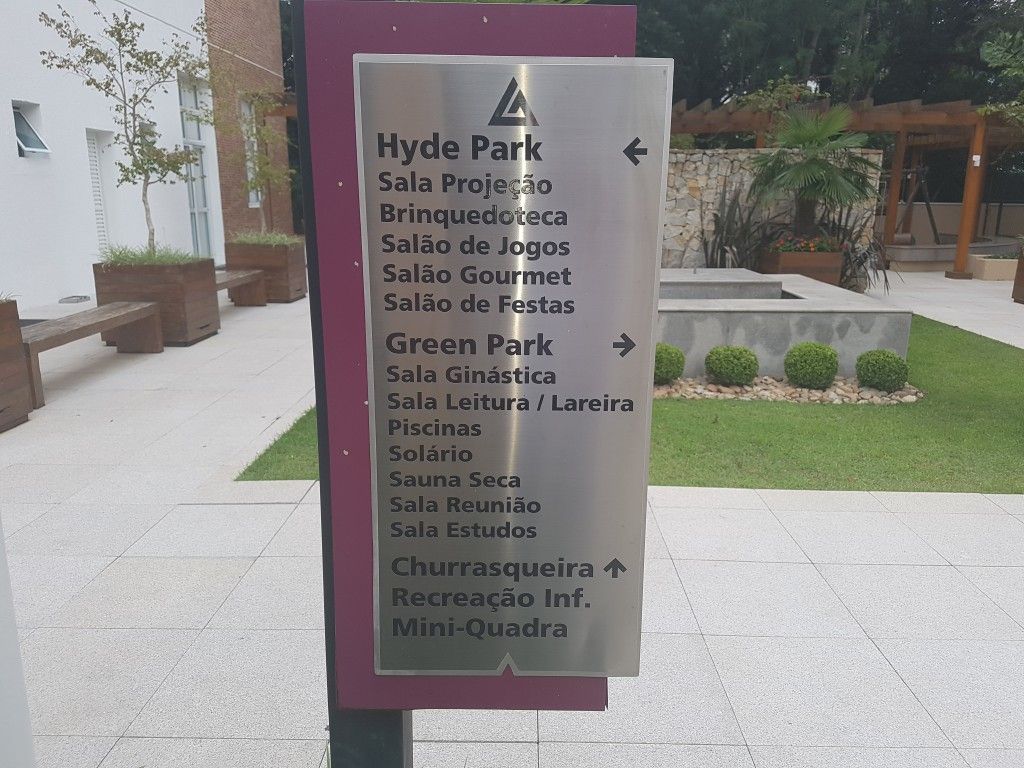 Hyde Park ←
Sala Projeção
Brinquedoteca
Salão de Jogos
Salão Gourmet
Salão de Festas
Green Park →
Sala Ginástica
Sala Leitura / Lareira
Piscinas
Solário
Sauna Seca
Sala Reunião
Sala Estudos
Churrasqueira ↑
Recreação Inf.
Mini-Quadra